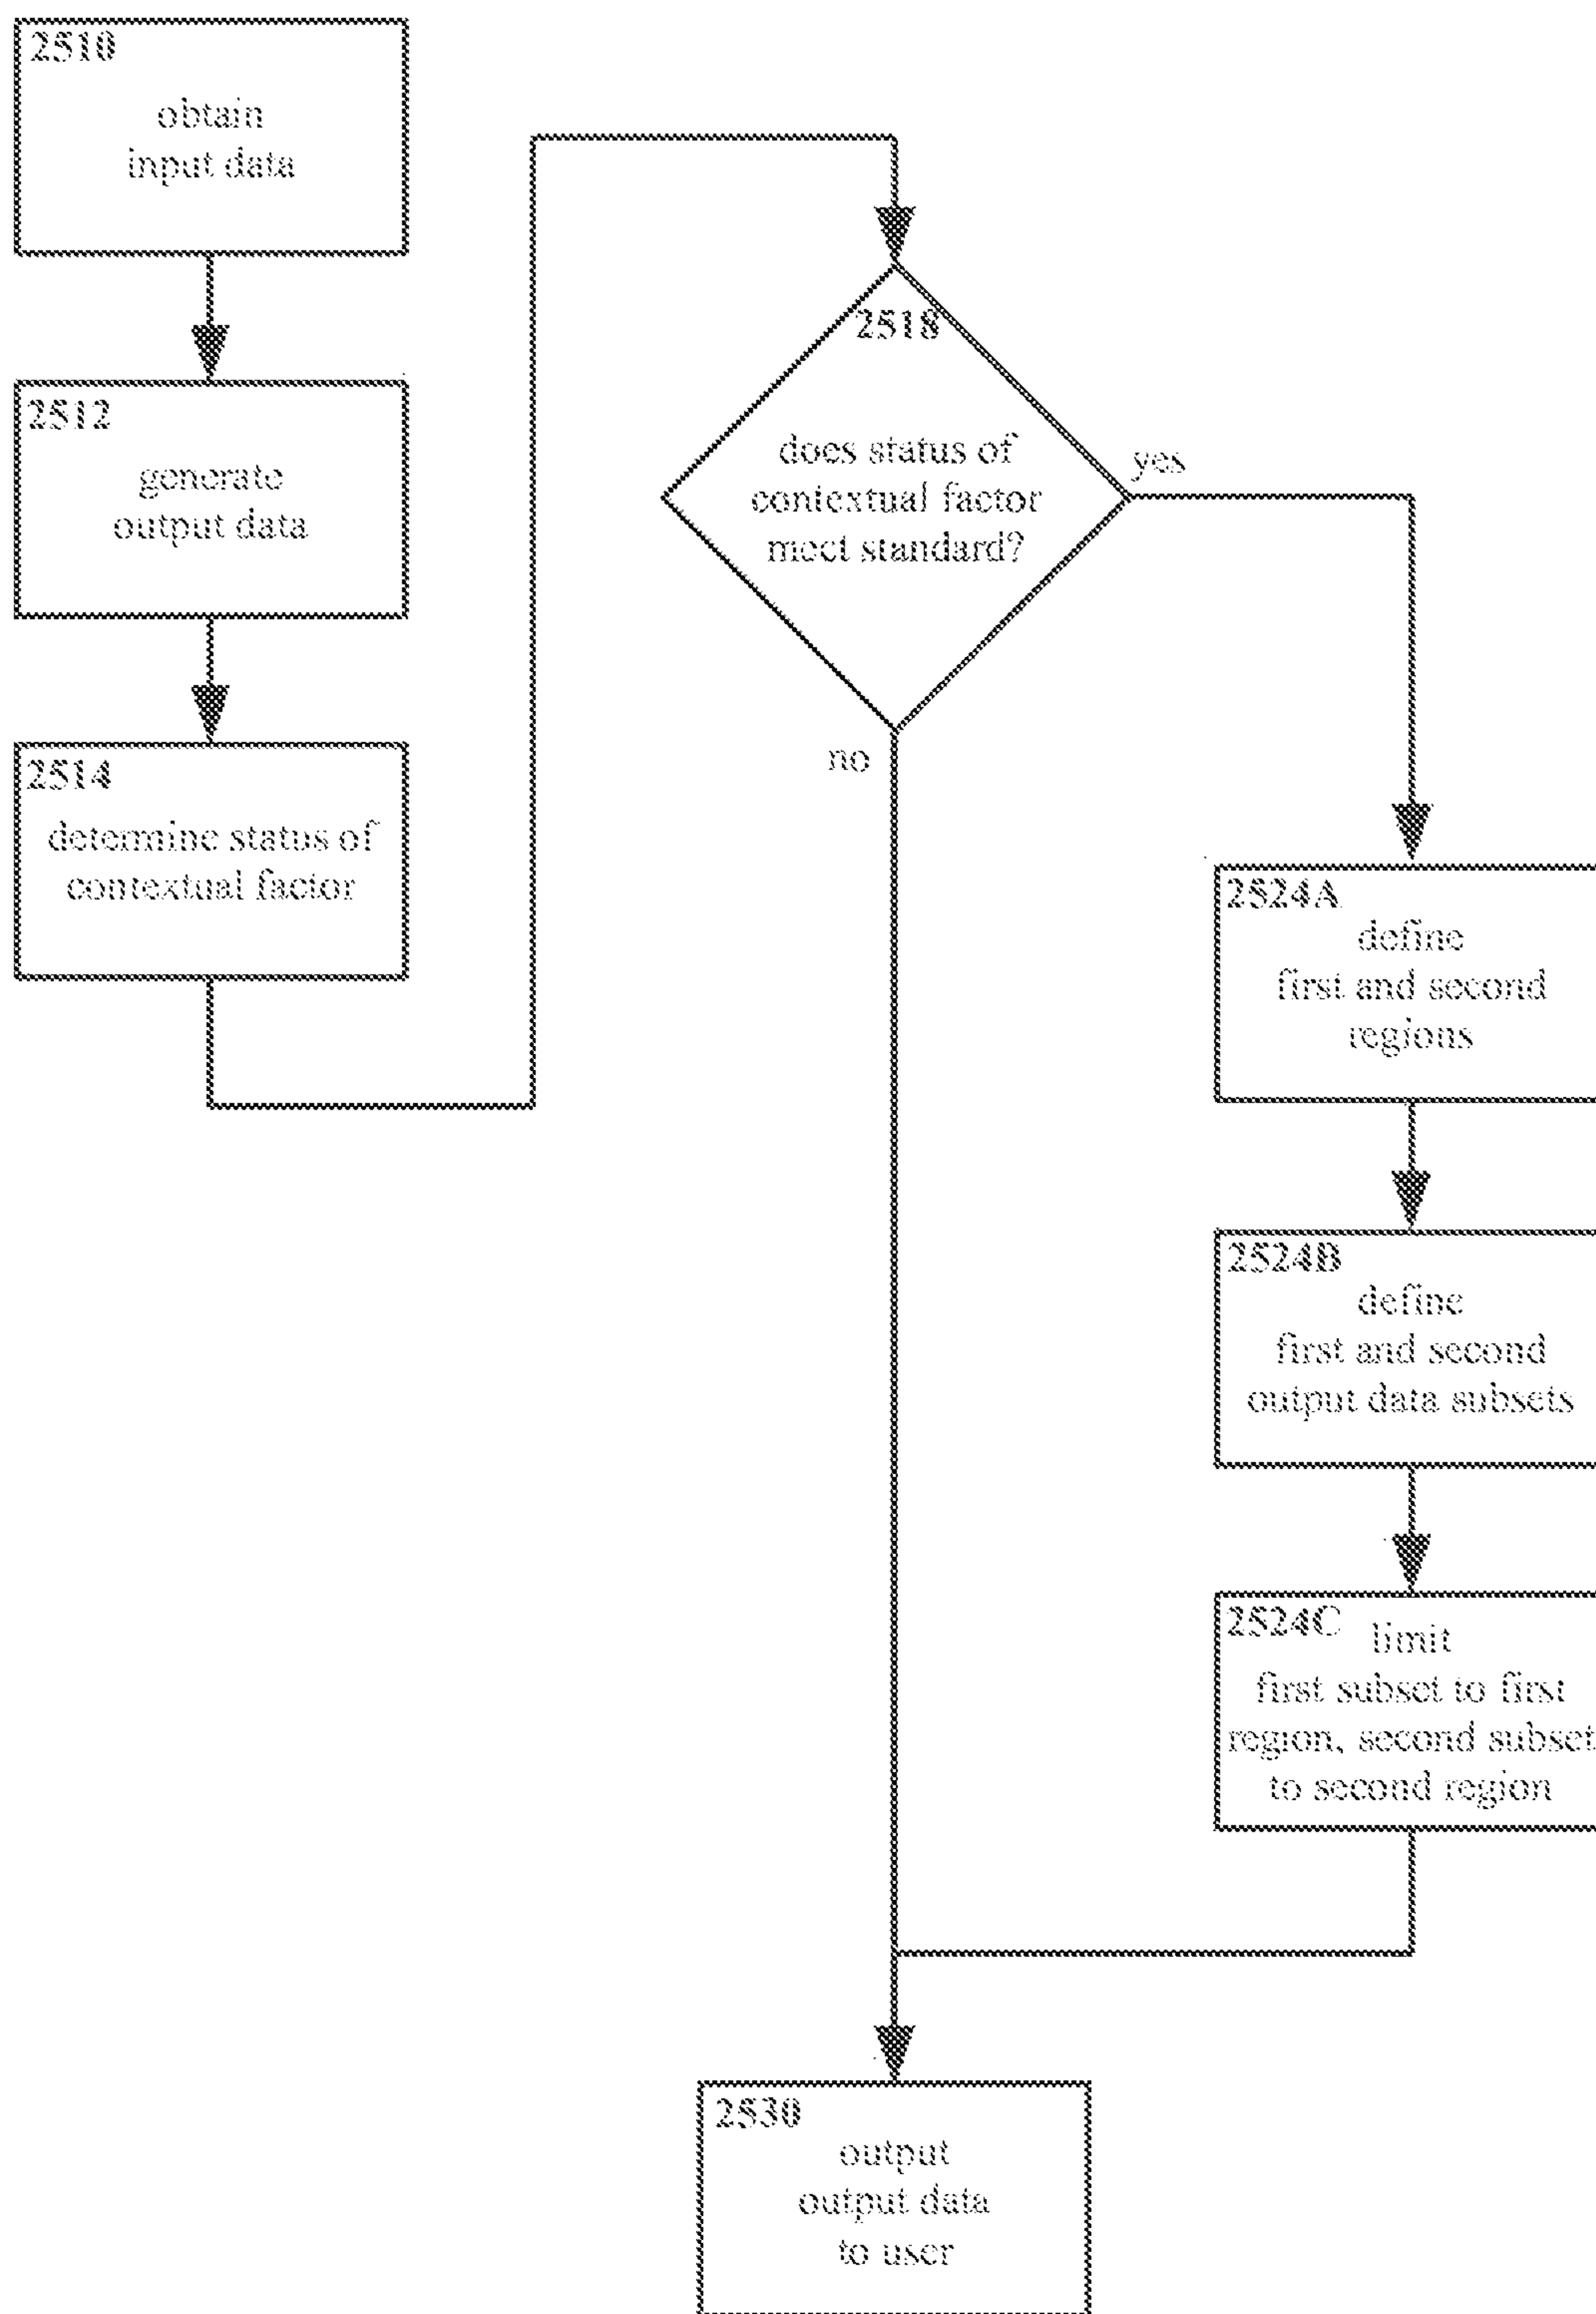 2510
obtain
input data
2512
generate
output data
2514
determine status of
contextual factor
2518
does status of
contextual factor
meet standard?
yes
no
2524A
define
first and second
regions
2524B
define
first and second
output data subsets
2524C
limit
first subset to first
region, second subset
to second region
2530
output
output data
to user